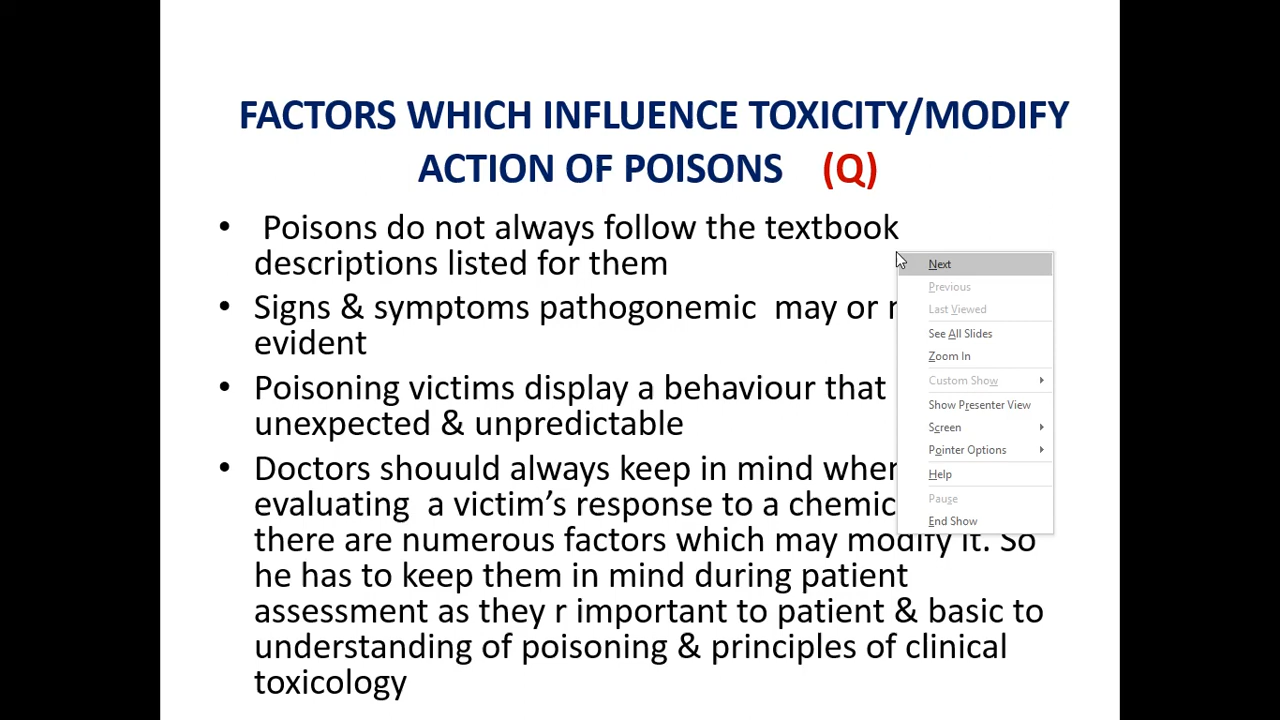 FACTORS WHICH INFLUENCE TOXICITY/MODIFY
ACTION OF POISONS (Q)
• Poisons do not always follow the textbook
descriptions listed for them
• Signs & symptoms pathogonemic may or
evident
• Poisoning victims display a behaviour that
unexpected & unpredictable
• Doctors shouuld always keep in mind
evaluating a victim's response to a
there are numerous factors which may modify it. So
he has to keep them in mind during patient
assessment as they r important to patient & basic to
understanding of poisoning & principles of clinical
toxicology
Next
Previous
Last Viewed
See All Slides
Zoom In
Custom Show
Show Presenter View
Screen
Pointer Options
Help
Pause
End Show